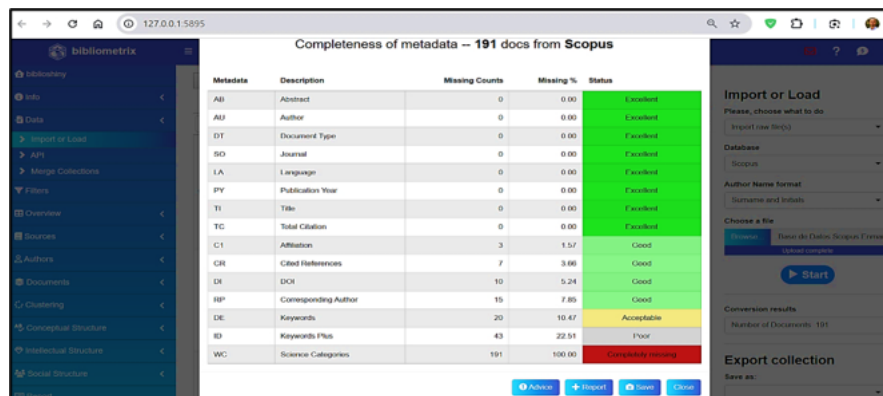 127.0.0.1:5895
bibliometrix
biblioshiny
Info
Data
Import or Load
API
Merge Collections
Filters
Overview
Sources
Authors
Documents
Clustering
Conceptual Structure
Intellectual Structure
Social Structure
Completeness of metadata -- 191 docs from Scopus
Metadata Description Missing Counts Missing % Status
AB Abstract 0 0.00 Excellent
AU Author 0 0.00 Excellent
DT Document Type 0 0.00 Excellent
SO Journal 0 0.00 Excellent
LA Language 0 0.00 Excellent
PY Publication Year 0 0.00 Excellent
TI Title 0 0.00 Excellent
TC Total Citation 0 0.00 Excellent
C1 Affiliation 3 1.57 Good
CR Cited References 7 3.66 Good
DI DOI 10 5.24 Good
RP Corresponding Author 15 7.85 Good
DE Keywords 20 10.47 Acceptable
ID Keywords Plus 43 22.51 Poor
WC Science Categories 191 100.00 Completely missing
Advice Report Save Close
Import or Load
Please, choose what to do
Import raw file(s)
Database
Scopus
Author Name format
Surname and Initials
Choose a file
Browse Base de Datos Scopus
Upload complete
Start
Conversion results
Number of Documents 191
Export collection
Save as: